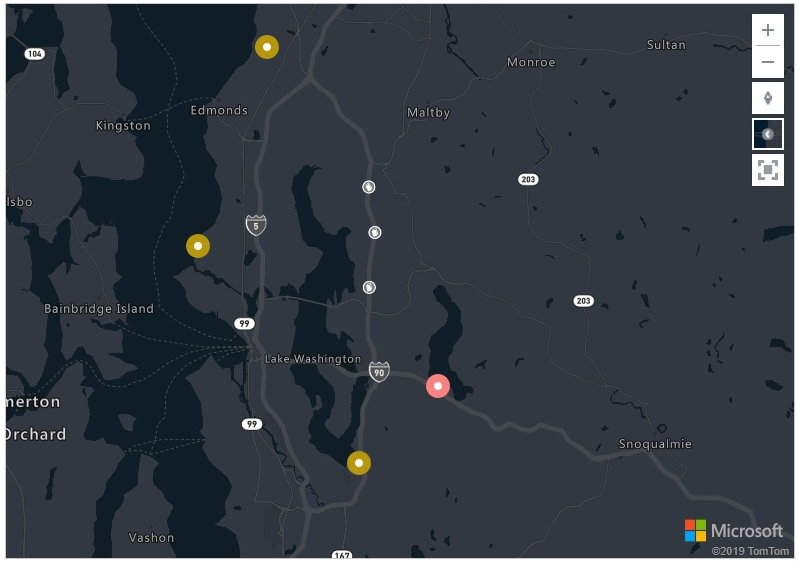 104
Sultan
Monroe
Edmonds
Maltby
Kingston
203
lsbo
5
203
Bainbridge Island
99
Lake Washington
90
merton
99
Orchard
Snoqualmie
Microsoft
Vashon
©2019 TomTom
167